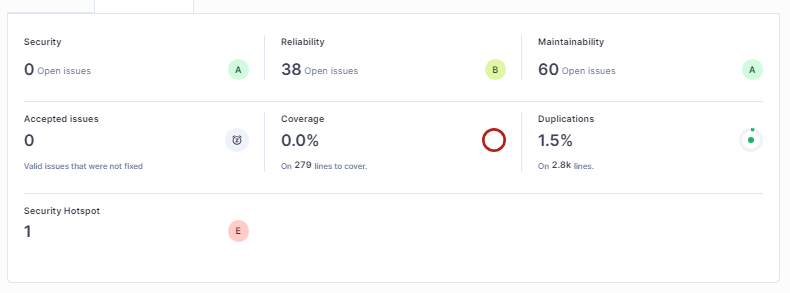 Security
0 Open issues
A
Reliability
38 Open issues
B
Maintainability
60 Open issues
A
Accepted issues
0
Valid issues that were not fixed
Coverage
0.0%
On 279 lines to cover.
Duplications
1.5%
On 2.8k lines.
Security Hotspot
1
E